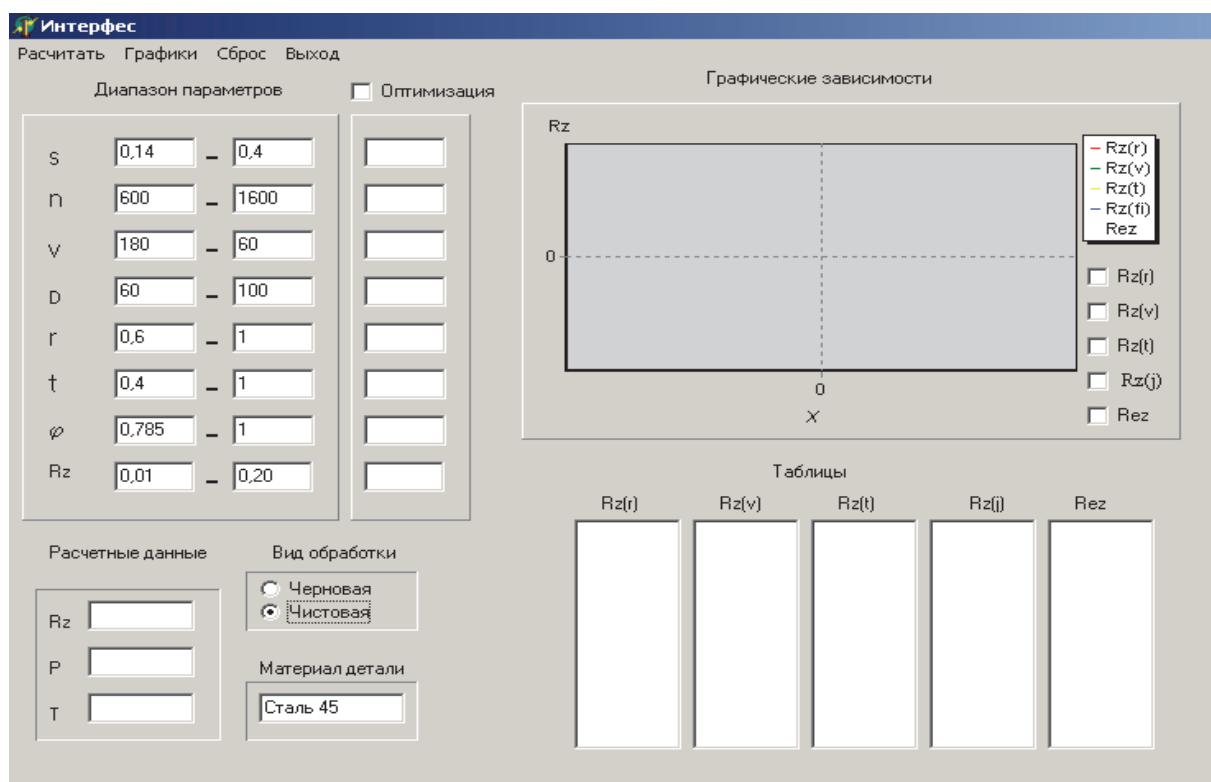 Интерфес
Расчитать Графики Сброс Выход
Диапазон параметров
Оптимизация
s 0,14 – 0,4
n 600 – 1600
v 180 – 60
D 60 – 100
r 0,6 – 1
t 0,4 – 1
φ 0,785 – 1
Rz 0,01 – 0,20
Графические зависимости
Rz
0
0
X
Rz(r)
Rz(v)
Rz(t)
Rz(fi)
Rez
Rz(r)
Rz(v)
Rz(t)
Rz(j)
Rez
Расчетные данные
Rz
P
T
Вид обработки
Черновая
Чистовая
Материал детали
Сталь 45
Таблицы
Rz(r) Rz(v) Rz(t) Rz(j) Rez